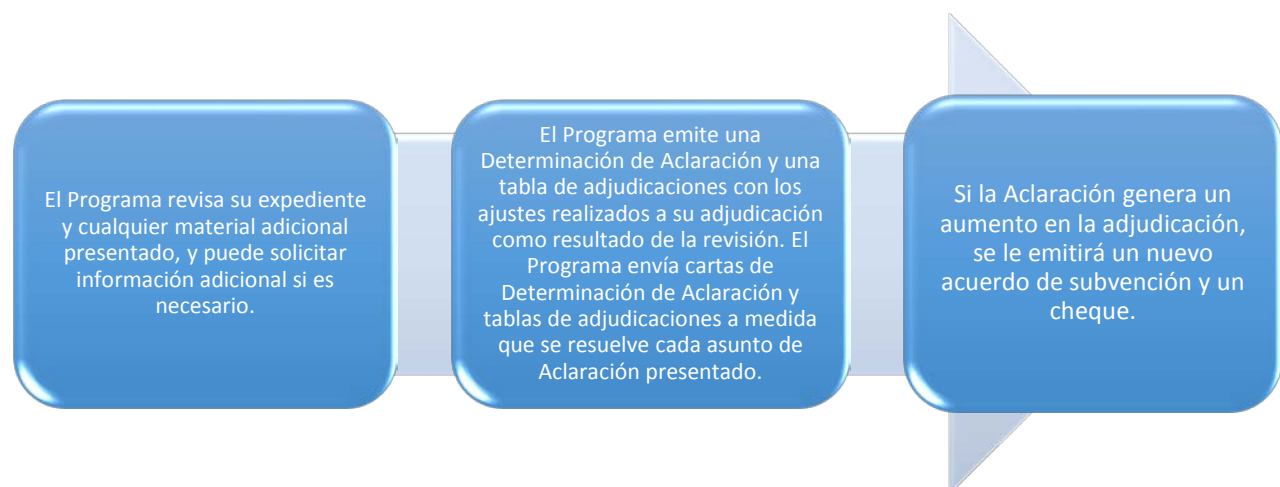 El Programa revisa su expediente
y cualquier material adicional
presentado, y puede solicitar
información adicional si es
necesario.
El Programa emite una
Determinación de Aclaración y una
tabla de adjudicaciones con los
ajustes realizados a su adjudicación
como resultado de la revisión. El
Programa envía cartas de
Determinación de Aclaración y
tablas de adjudicaciones a medida
que se resuelve cada asunto de
Aclaración presentado.
Si la Aclaración genera un
aumento en la adjudicación,
se le emitirá un nuevo
acuerdo de subvención y un
cheque.